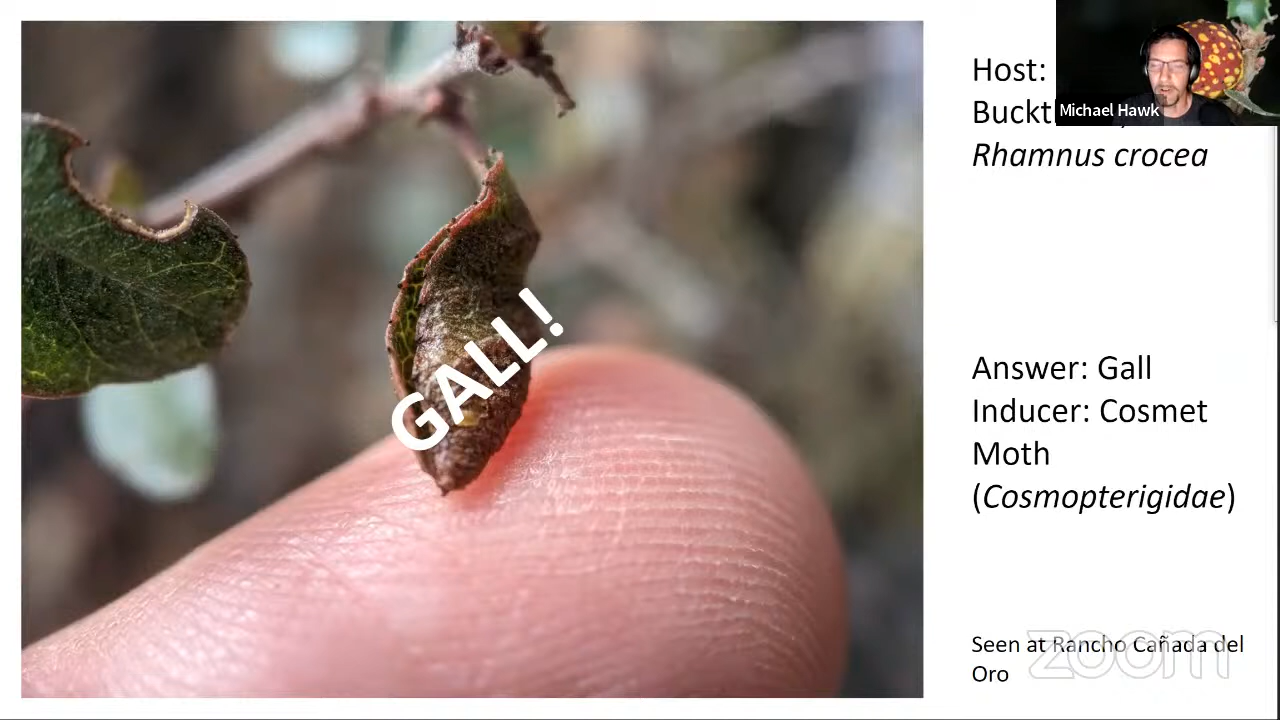 Host:
Michael Hawk
Rhamnus crocea
GALL!
Answer: Gall
Inducer: Cosmet
Moth
(Cosmopterigidae)
Seen at Rancho Cañada del
Oro
zoom